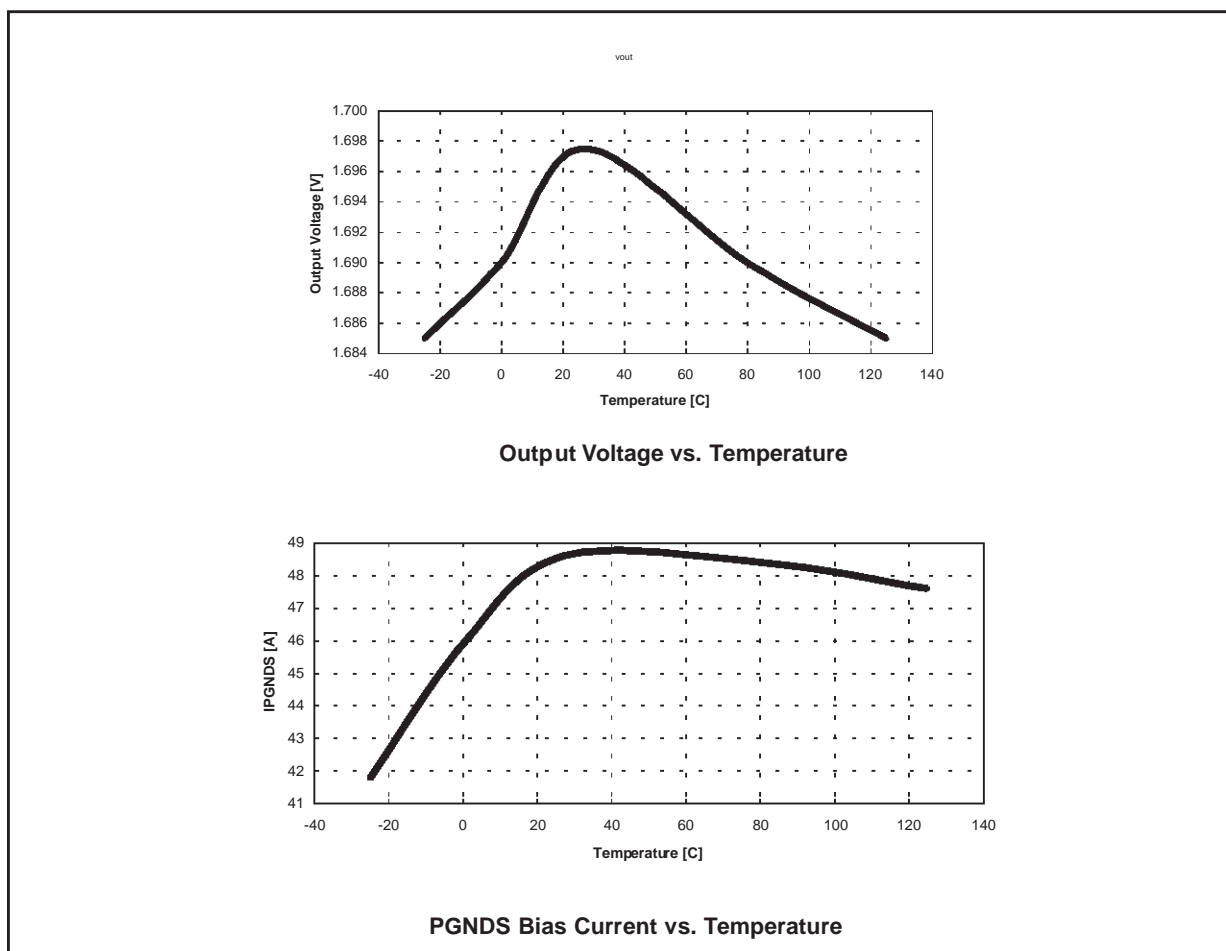 vout
1.700
1.698
1.696
1.694
1.692
1.690
1.688
1.686
1.684
Output Voltage [V]
-40 -20 0 20 40 60 80 100 120 140
Temperature [C]
Output Voltage vs. Temperature
49
48
47
46
45
44
43
42
41
IPGNDS [A]
-40 -20 0 20 40 60 80 100 120 140
Temperature [C]
PGNDS Bias Current vs. Temperature